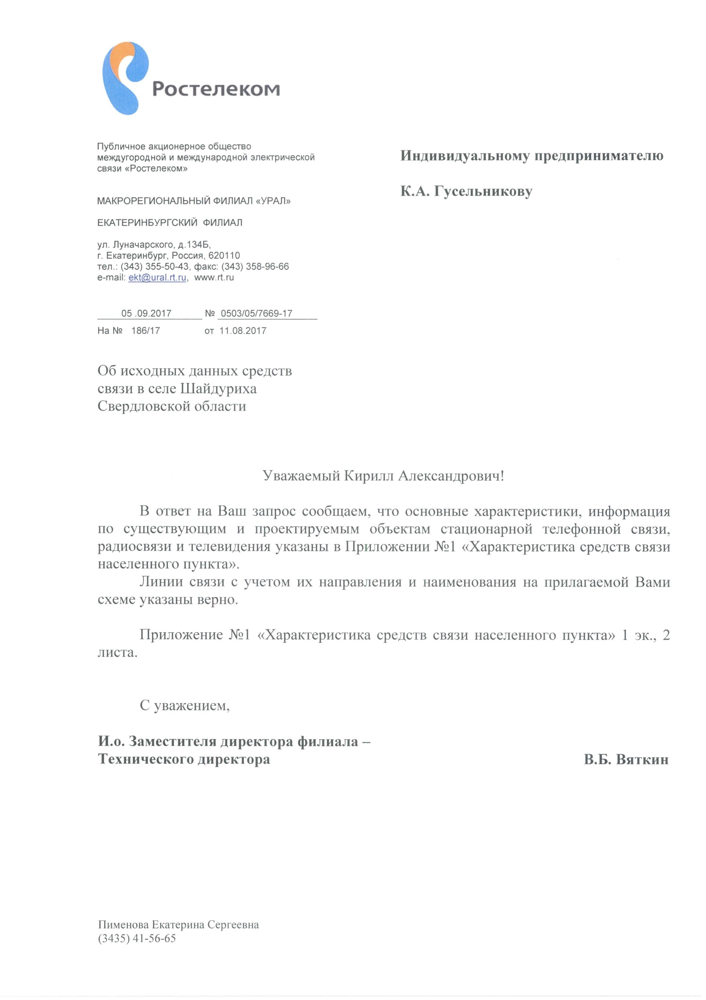 Ростелеком
Публичное акционерное общество
междугородной и международной электрической
связи «Ростелеком»
МАКРОРЕГИОНАЛЬНЫЙ ФИЛИАЛ «УРАЛ»
ЕКАТЕРИНБУРГСКИЙ ФИЛИАЛ
ул. Луначарского, д.134Б,
г. Екатеринбург, Россия, 620110
тел.: (343) 355-50-43, факс: (343) 358-96-66
e-mail: ekt@ural.rt.ru, www.rt.ru
05 .09.2017 № 0503/05/7669-17
На № 186/17 от 11.08.2017
Индивидуальному предпринимателю
К.А. Гусельникову
Об исходных данных средств
связи в селе Шайдуриха
Свердловской области
Уважаемый Кирилл Александрович!
В ответ на Ваш запрос сообщаем, что основные характеристики, информация
по существующим и проектируемым объектам стационарной телефонной связи,
радиосвязи и телевидения указаны в Приложении №1 «Характеристика средств связи
населенного пункта».
Линии связи с учетом их направления и наименования на прилагаемой Вами
схеме указаны верно.
Приложение №1 «Характеристика средств связи населенного пункта» 1 эк., 2
листа.
С уважением,
И.о. Заместителя директора филиала –
Технического директора В.Б. Вяткин
Пименова Екатерина Сергеевна
(3435) 41-56-65